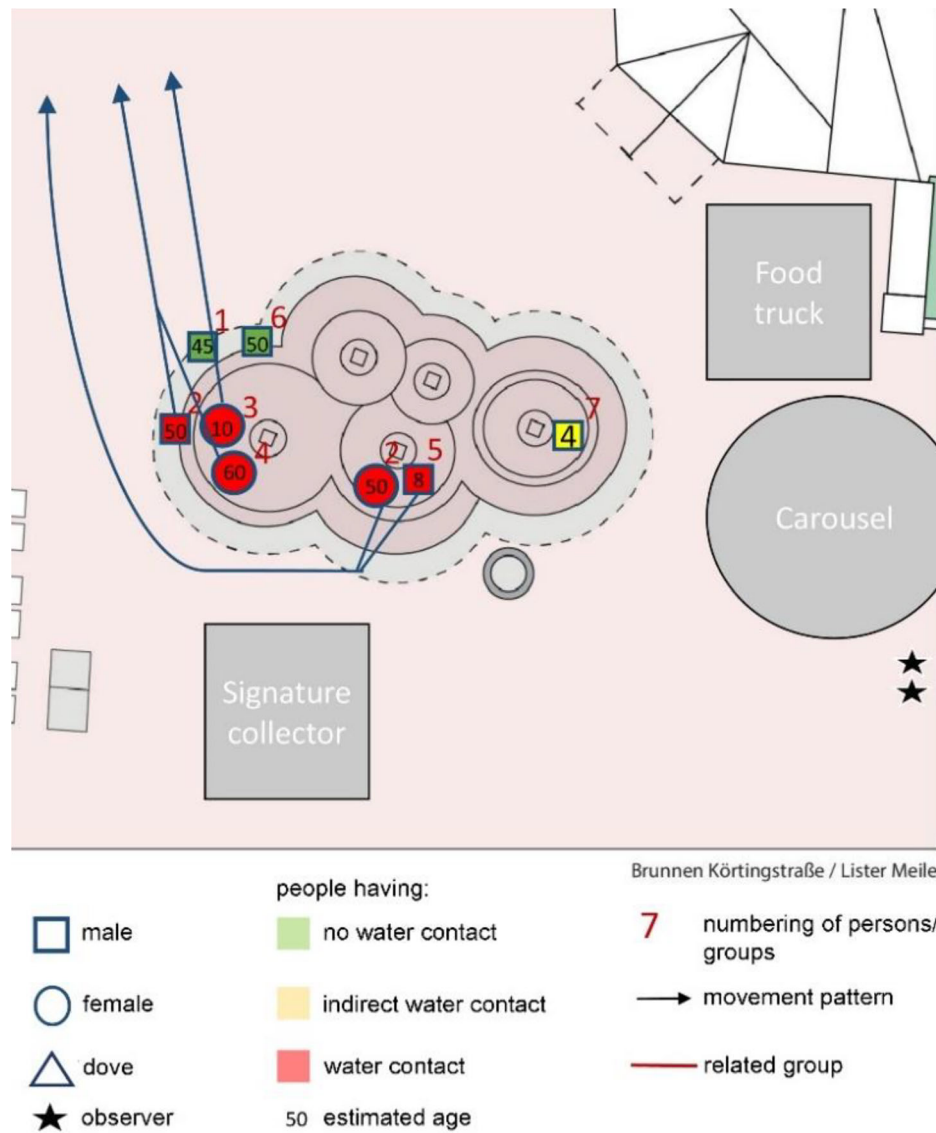 Food
truck
1
6
45
50
2
3
7
50
10
4
4
2
5
60
50
8
Carousel
Signature
collector
Brunnen Körtingstraße / Lister Meile
people having:
male
no water contact
7
numbering of persons/
groups
female
indirect water contact
movement pattern
dove
water contact
related group
observer
50
estimated age